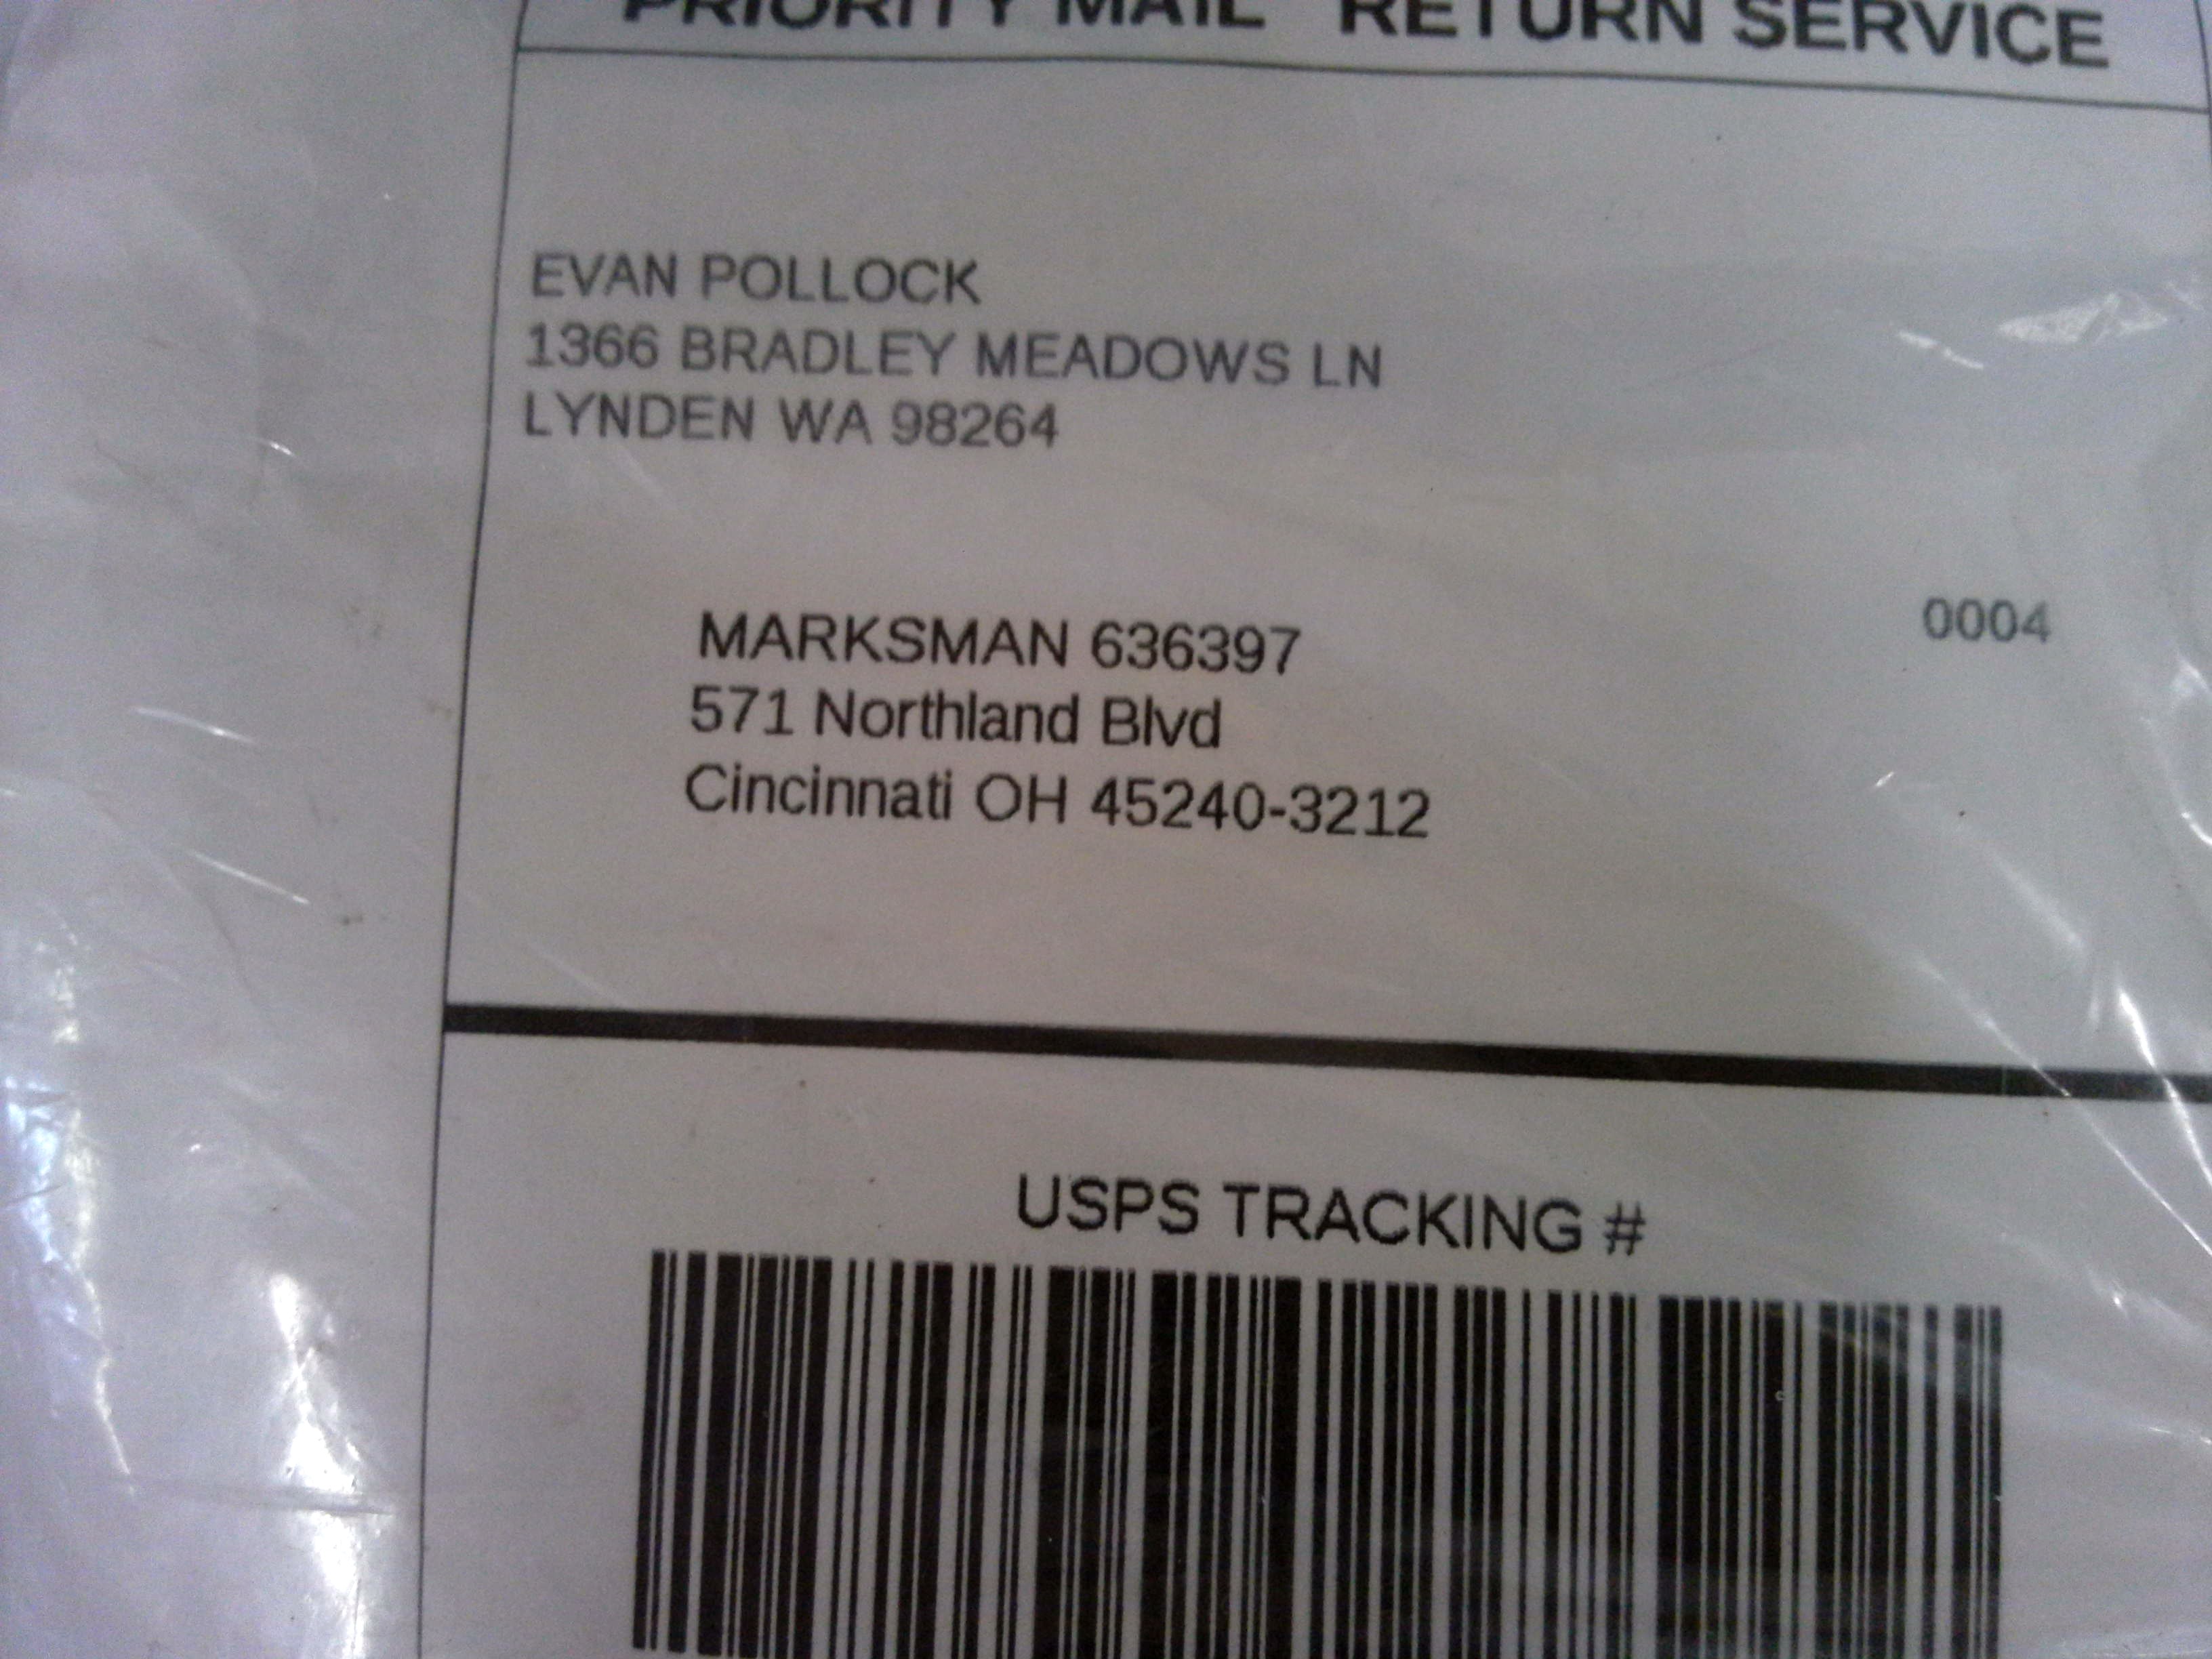 PRIORITY MAIL RETURN SERVICE
EVAN POLLOCK
1366 BRADLEY MEADOWS LN
LYNDEN WA 98264
0004
MARKSMAN 636397
571 Northland Blvd
Cincinnati OH 45240-3212
USPS TRACKING #